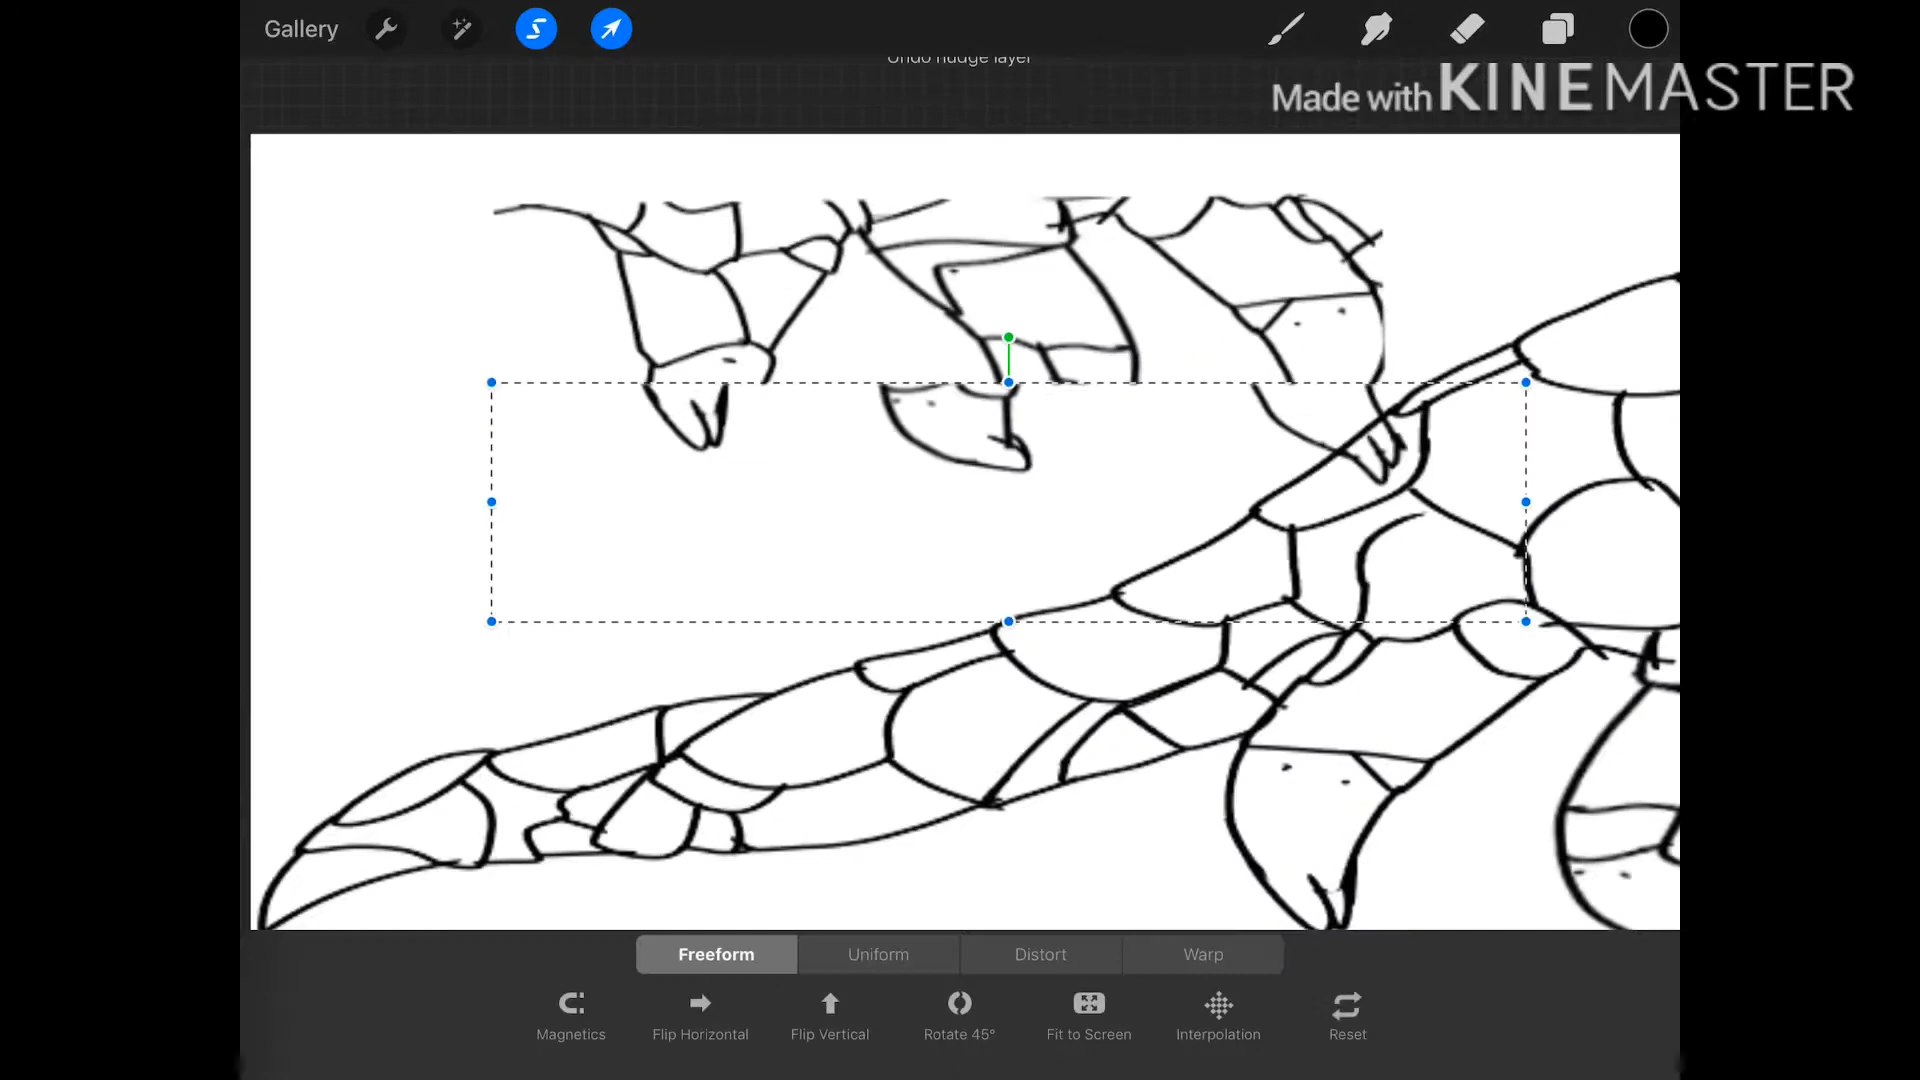 Gallery
Undo nudge layer
Made with KINEMASTER
Freeform Uniform Distort Warp
Magnetics Flip Horizontal Flip Vertical Rotate 45° Fit to Screen Interpolation Reset